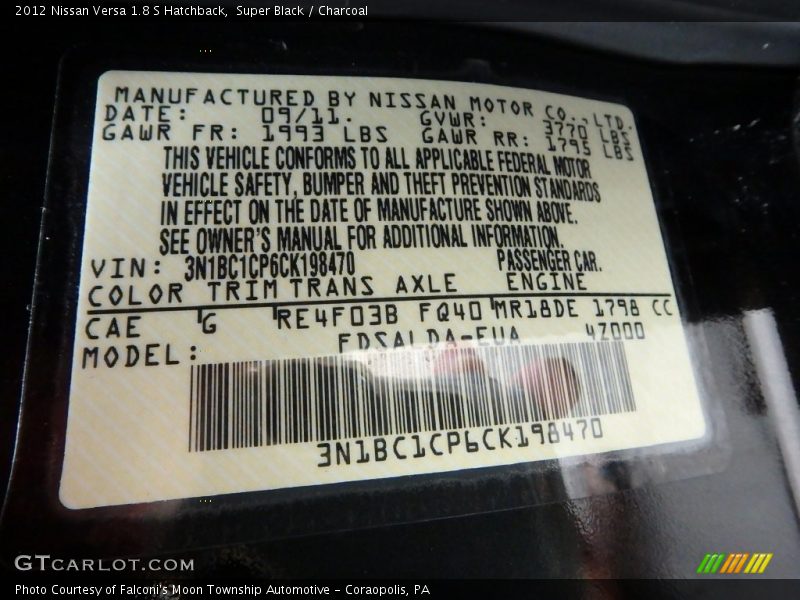 2012 Nissan Versa 1.8 S Hatchback, Super Black / Charcoal
MANUFACTURED BY NISSAN MOTOR CO.,LTD.
DATE: 09/11. GVWR: 3770 LBS
GAWR FR: 1993 LBS GAWR RR: 1795 LBS
THIS VEHICLE CONFORMS TO ALL APPLICABLE FEDERAL MOTOR
VEHICLE SAFETY, BUMPER AND THEFT PREVENTION STANDARDS
IN EFFECT ON THE DATE OF MANUFACTURE SHOWN ABOVE.
SEE OWNER'S MANUAL FOR ADDITIONAL INFORMATION.
VIN: 3N1BC1CP6CK198470 PASSENGER CAR.
COLOR TRIM TRANS AXLE ENGINE
CAE G RE4F03B FQ40 MR18DE 1798 CC
MODEL: FDSALDA-EUA 4Z000
3N1BC1CP6CK198470
GTCARLOT.COM
Photo Courtesy of Falconi's Moon Township Automotive - Coraopolis, PA